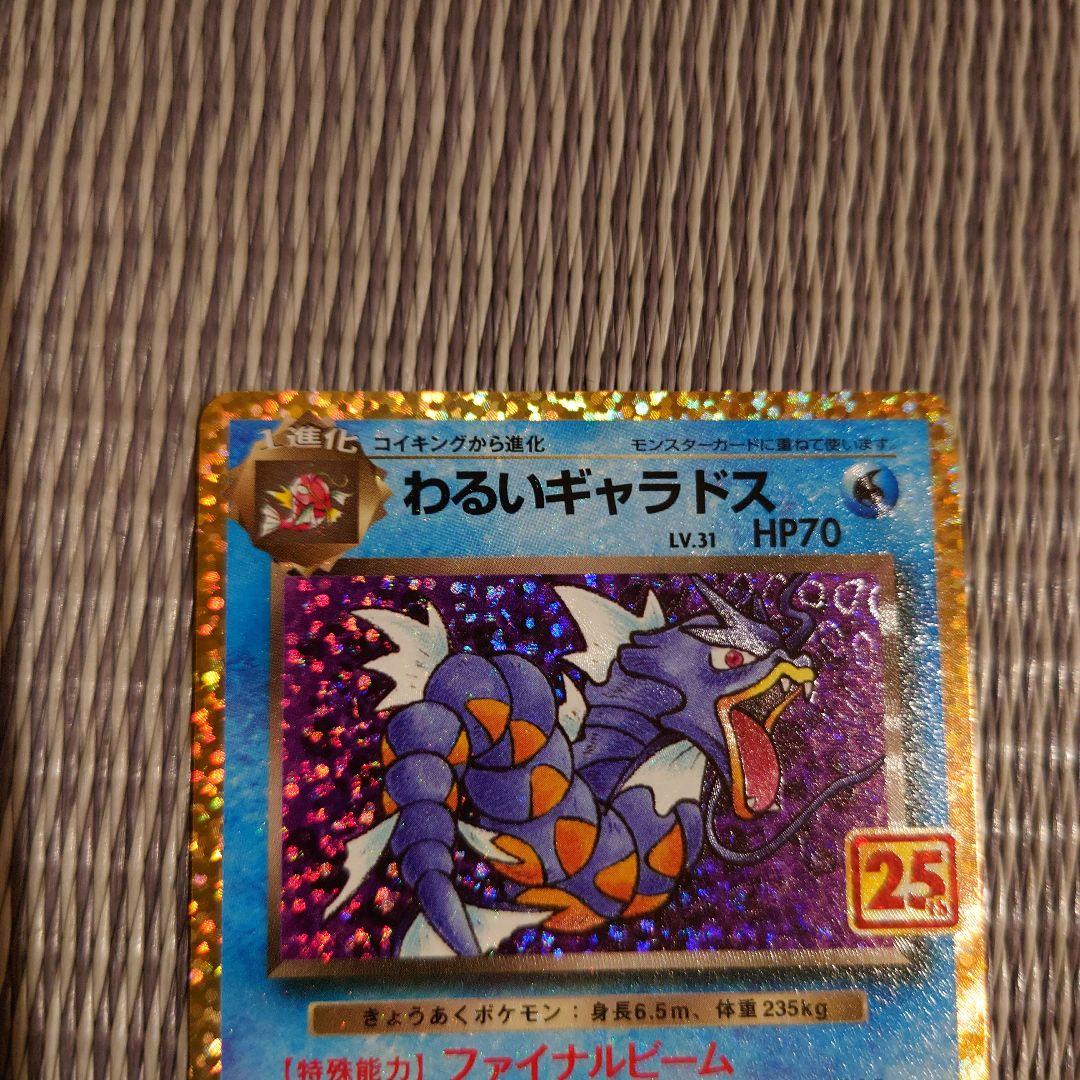 1進化
コイキングから進化
モンスターカードに重ねて使います
わるいギャラドス
LV.31 HP70
25th
きょうあくポケモン：身長6.5m、体重235kg
【特殊能力】ファイナルビーム